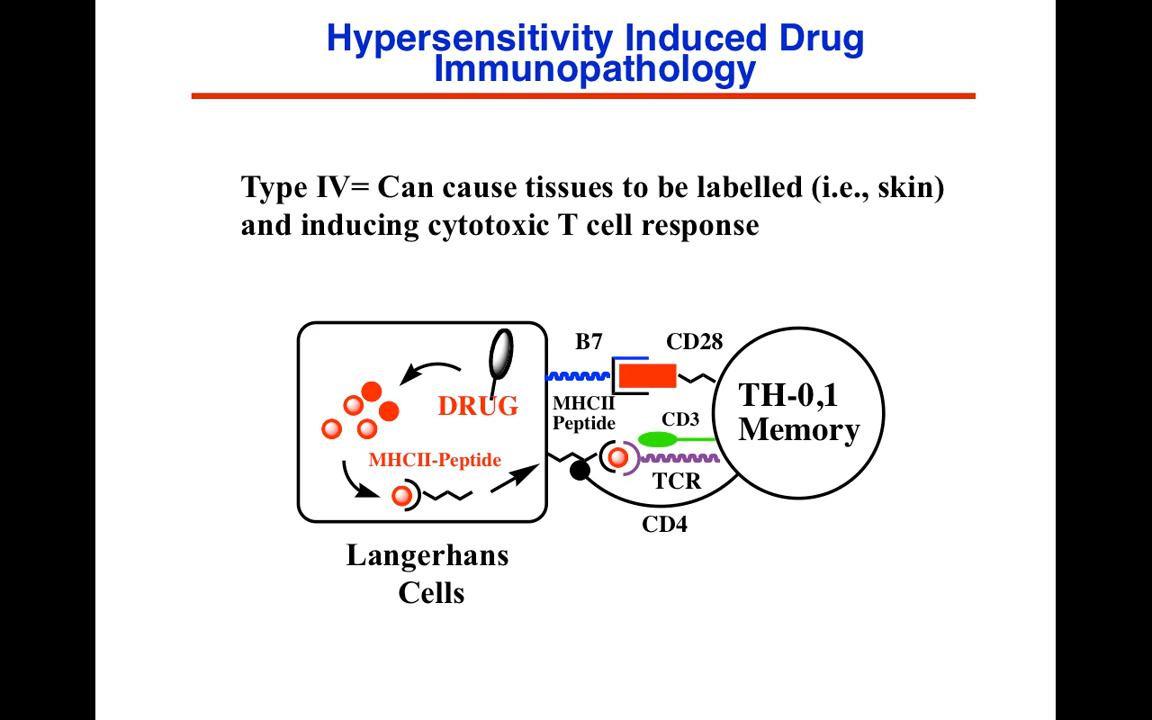 Hypersensitivity Induced Drug
Immunopathology
Type IV= Can cause tissues to be labelled (i.e., skin)
and inducing cytotoxic T cell response
B7
CD28
DRUG
MHCII
Peptide
CD3
TH-0,1
Memory
MHCII-Peptide
TCR
CD4
Langerhans
Cells